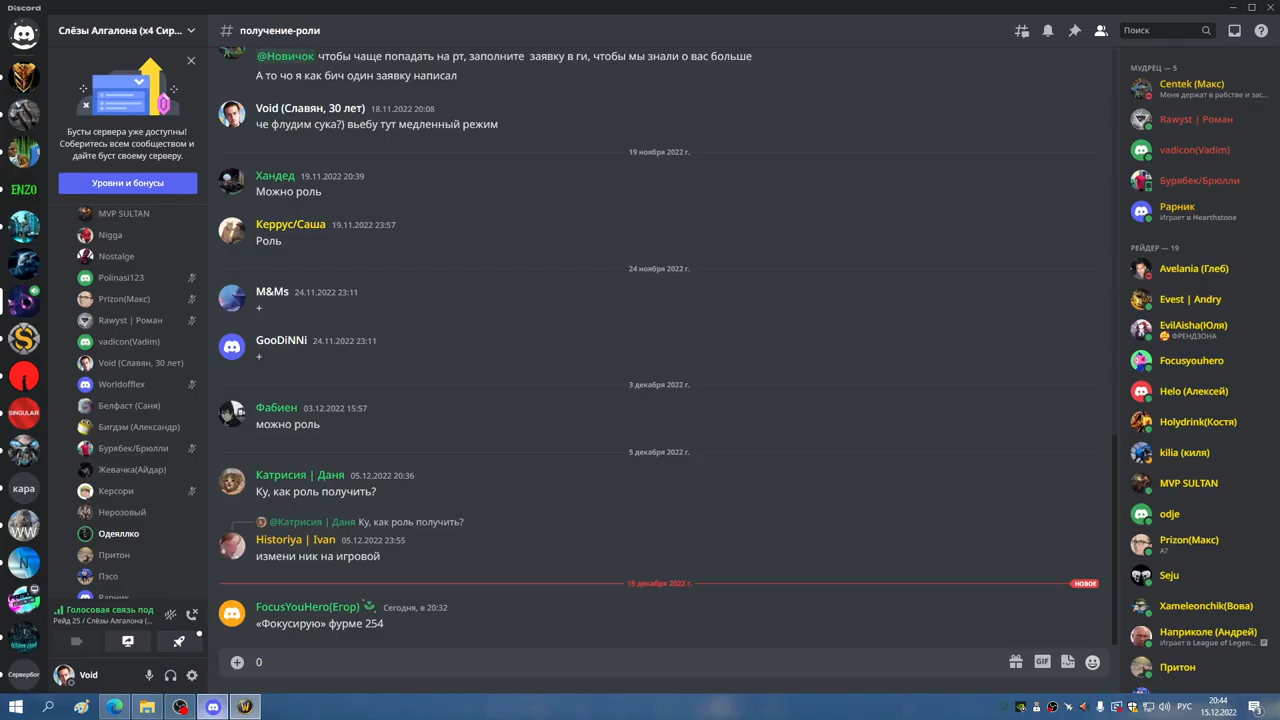 Discord
Слёзы Алгалона (x4 Сир...
получение-роли
Поиск
Бусты сервера уже доступны!
Соберитесь всем сообществом и
дайте буст своему серверу.
Уровни и бонусы
ENZO
SINGULAR
кара
WW
N
Сервербог
MVP SULTAN
Nigga
Nostalge
Polinasi123
Prizon(Макс)
Rawyst | Роман
vadicon(Vadim)
Void (Славян, 30 лет)
Worldofflex
Белфаст (Саня)
Бигдэм (Александр)
Бурябек/Брюлли
Жевачка(Айдар)
Керсори
Нерозовый
Одеяллко
Притон
Пэсо
Рарник
Голосовая связь под
Рейд 25 / Слёзы Алгалона (...
Void
@Новичок чтобы чаще попадать на рт, заполните заявку в ги, чтобы мы знали о вас больше
А то чо я как бич один заявку написал
Void (Славян, 30 лет) 18.11.2022 20:08
че флудим сука?) вьебу тут медленный режим
19 ноября 2022 г.
Хандед 19.11.2022 20:39
Можно роль
Керрус/Саша 19.11.2022 23:57
Роль
24 ноября 2022 г.
M&Ms 24.11.2022 23:11
+
GooDiNNi 24.11.2022 23:11
+
3 декабря 2022 г.
Фабиен 03.12.2022 15:57
можно роль
5 декабря 2022 г.
Катрисия | Даня 05.12.2022 20:36
Ку, как роль получить?
@Катрисия | Даня Ку, как роль получить?
Historiya | Ivan 05.12.2022 23:55
измени ник на игровой
15 декабря 2022 г. НОВОЕ
FocusYouHero(Егор) Сегодня, в 20:32
«Фокусирую» фурме 254
0
GIF
МУДРЕЦ — 5
Centek (Макс)
Меня держат в рабстве и зас...
Rawyst | Роман
vadicon(Vadim)
Бурябек/Брюлли
Рарник
Играет в Hearthstone
РЕЙДЕР — 19
Avelania (Глеб)
Evest | Andry
EvilAisha(Юля)
ФРЕНДЗОНА
Focusyouhero
Helo (Алексей)
Holydrink(Костя)
kilia (киля)
MVP SULTAN
odje
Prizon(Макс)
А?
Seju
Xameleonchik(Вова)
Наприколе (Андрей)
Играет в League of Legen...
Притон
РУС
20:44
15.12.2022
3